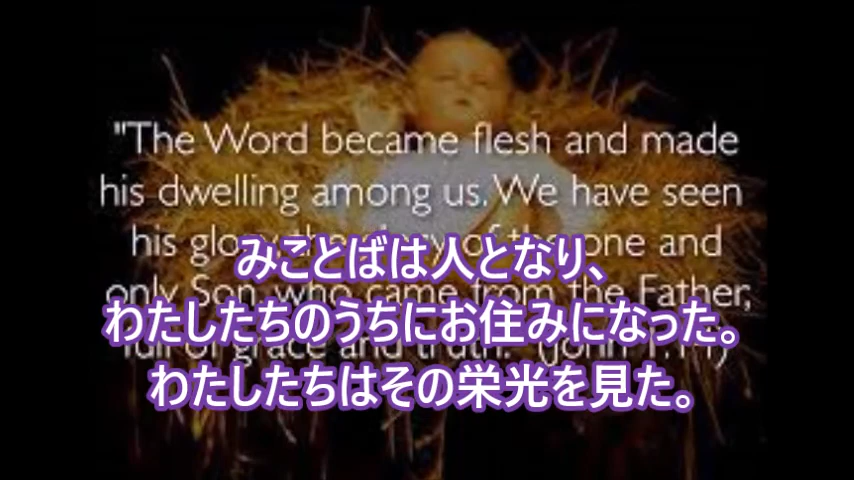 "The Word became flesh and made
his dwelling among us. We have seen
his glory the glory of the one and
only Son, who came from the Father,
full of grace and truth." (John 1:14)
みことばは人となり、
わたしたちのうちにお住みになった。
わたしたちはその栄光を見た。